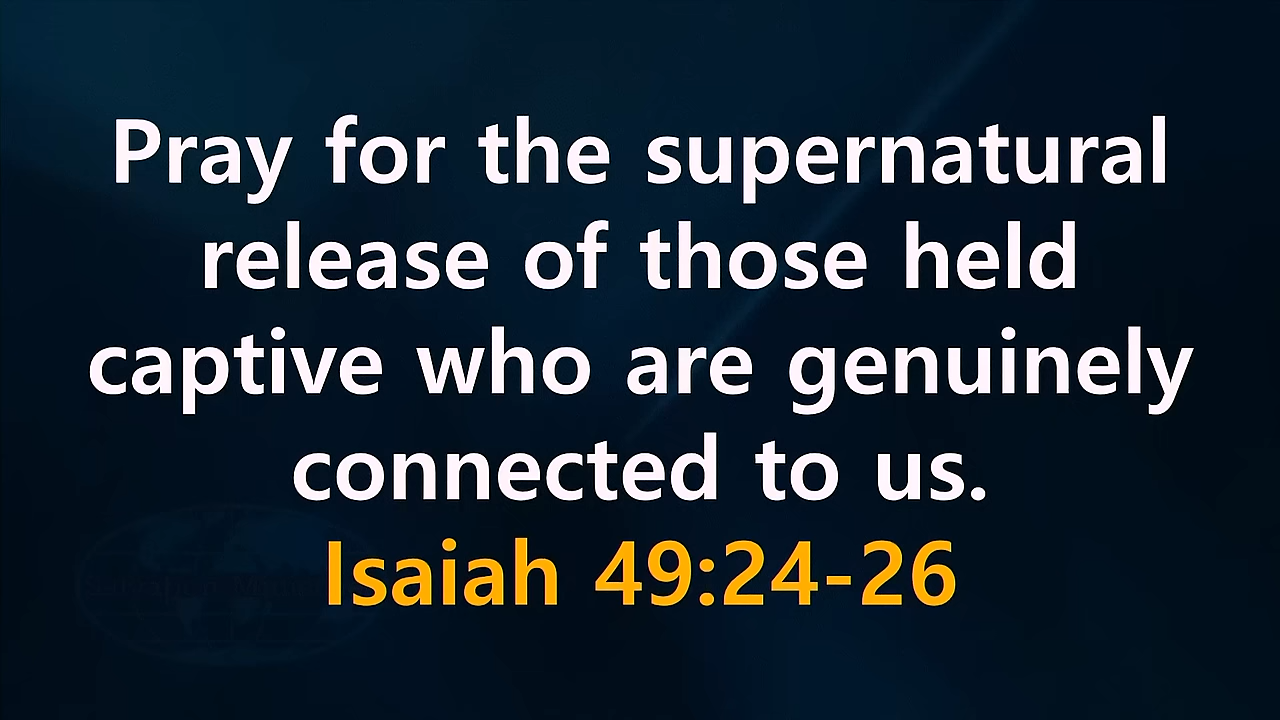 Pray for the supernatural
release of those held
captive who are genuinely
connected to us.
Isaiah 49:24-26